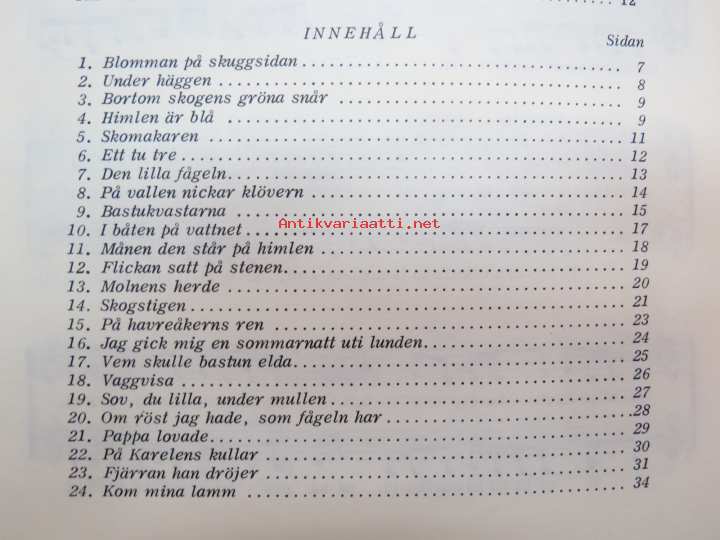 12
INNEHÅLL
Sidan
1. Blomman på skuggsidan 7
2. Under häggen 8
3. Bortom skogens gröna snår 9
4. Himlen är blå 9
5. Skomakaren 11
6. Ett tu tre 12
7. Den lilla fågeln 13
8. På vallen nickar klövern 14
9. Bastukvastarna 15
Antikvariaatti.net
10. I båten på vattnet 17
11. Månen den står på himlen 18
12. Flickan satt på stenen 19
13. Molnens herde 20
14. Skogstigen 21
15. På havreåkerns ren 23
16. Jag gick mig en sommarnatt uti lunden 24
17. Vem skulle bastun elda 25
18. Vaggvisa 26
19. Sov, du lilla, under mullen 27
20. Om röst jag hade, som fågeln har 28
21. Pappa lovade 29
22. På Karelens kullar 30
23. Fjärran han dröjer 31
24. Kom mina lamm 34